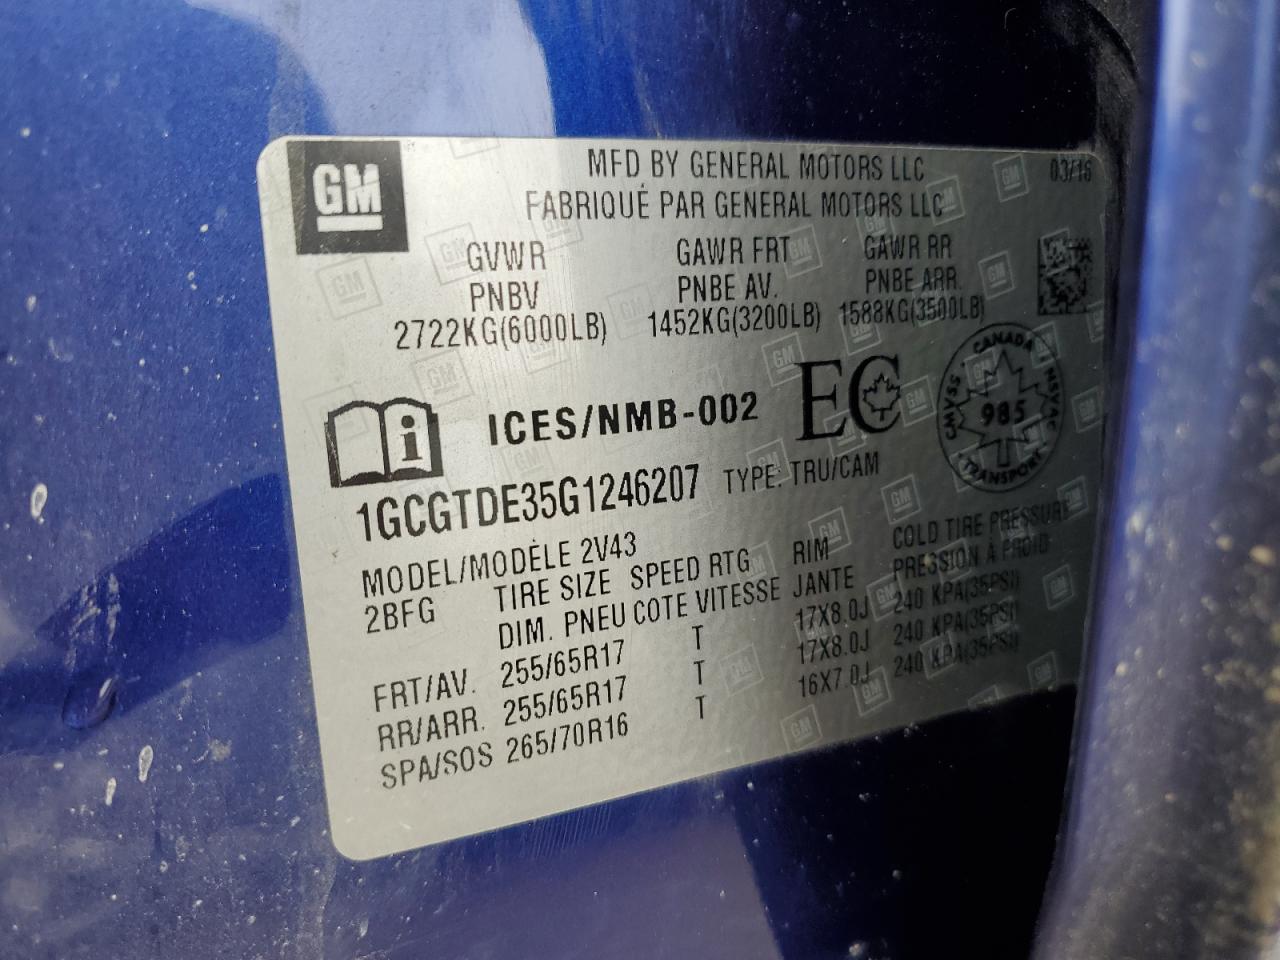 GM
MFD BY GENERAL MOTORS LLC 03/16
FABRIQUÉ PAR GENERAL MOTORS LLC
GVWR GAWR FRT GAWR RR
PNBV PNBE AV. PNBE ARR.
2722KG(6000LB) 1452KG(3200LB) 1588KG(3500LB)
ICES/NMB-002 EC
CANADA NSVAC TRANSPORT CMVSS 985
1GCGTDE35G1246207 TYPE: TRU/CAM
MODEL/MODÈLE 2V43
2BFG TIRE SIZE SPEED RTG RIM COLD TIRE PRESSURE
DIM. PNEU COTE VITESSE JANTE PRESSION À FROID
FRT/AV. 255/65R17 T 17X8.0J 240 KPA(35PSI)
RR/ARR. 255/65R17 T 17X8.0J 240 KPA(35PSI)
SPA/SOS 265/70R16 T 16X7.0J 240 KPA(35PSI)